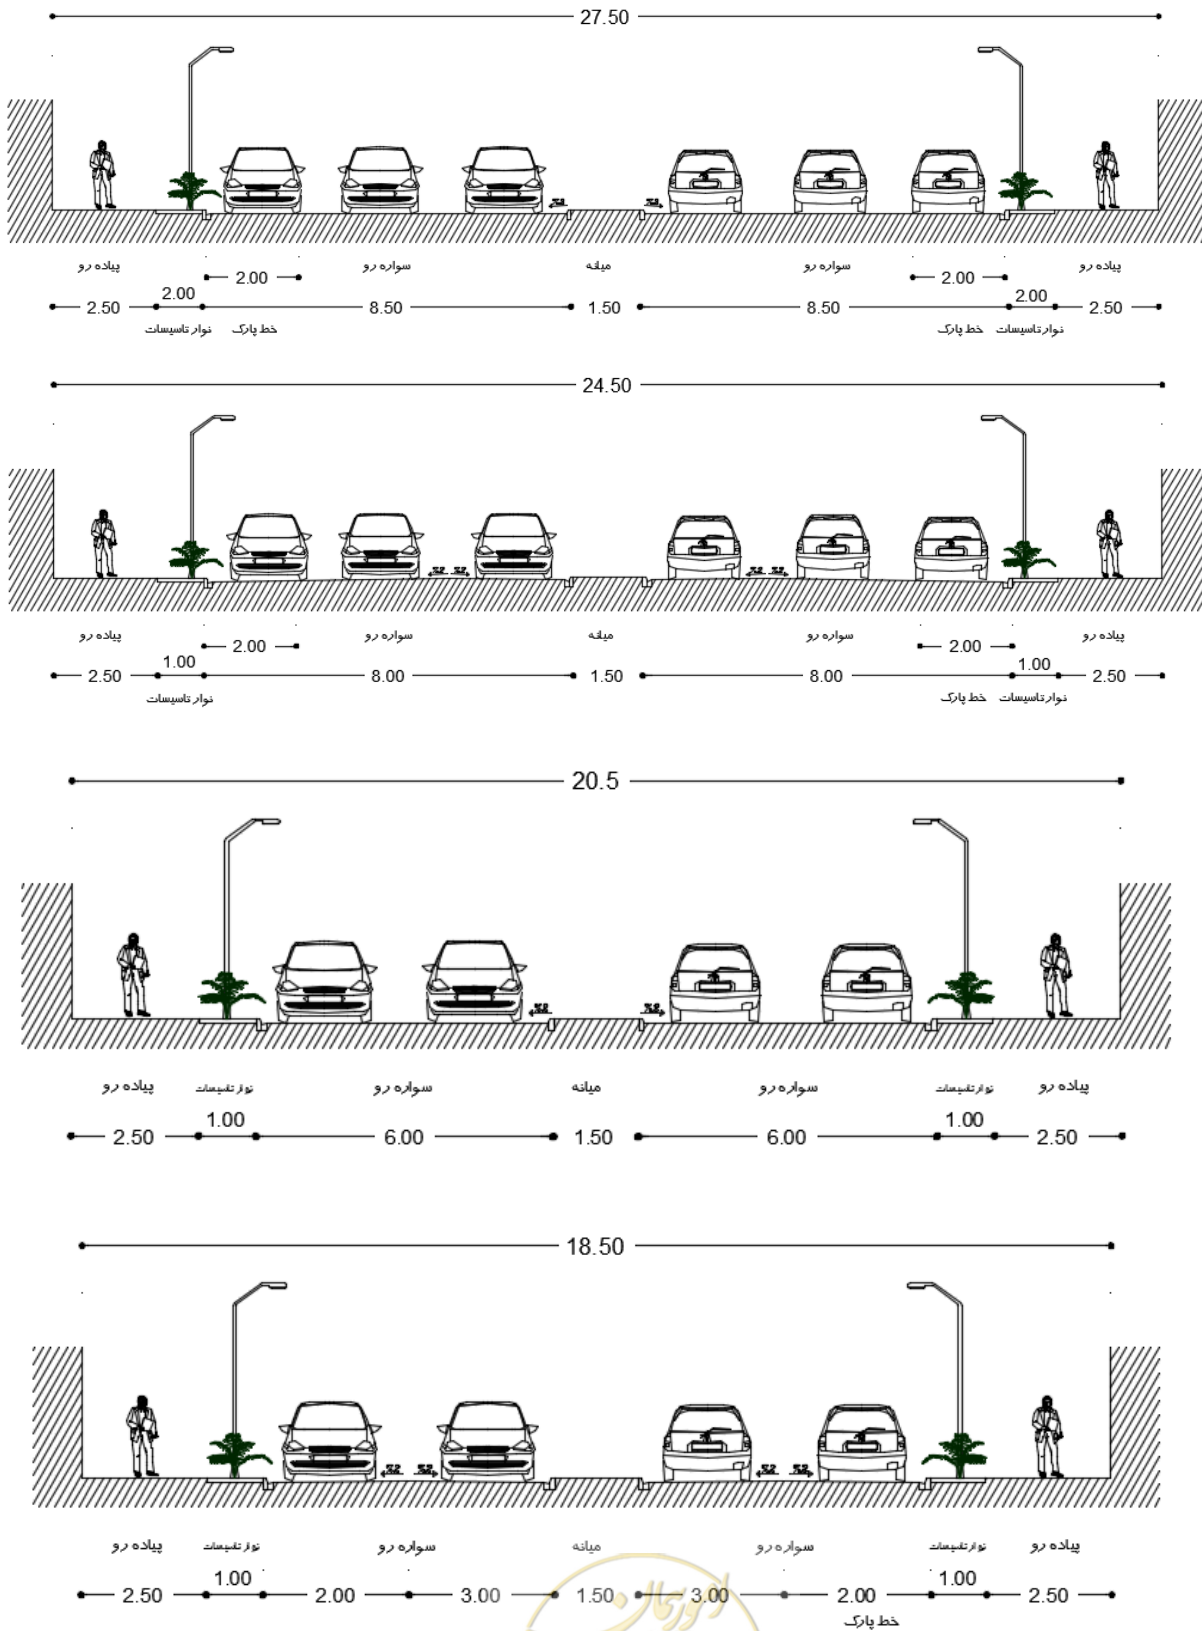 27.50
پیاده رو سواره رو میانه سواره رو پیاده رو
2.00 2.00
2.50 2.00 8.50 1.50 8.50 2.00 2.50
نوار تاسیسات خط پارک خط پارک نوار تاسیسات
24.50
پیاده رو سواره رو میانه سواره رو پیاده رو
2.00 2.00
2.50 1.00 8.00 1.50 8.00 1.00 2.50
نوار تاسیسات خط پارک نوار تاسیسات
20.5
پیاده رو نوار تاسیسات سواره رو میانه سواره رو نوار تاسیسات پیاده رو
2.50 1.00 6.00 1.50 6.00 1.00 2.50
18.50
پیاده رو نوار تاسیسات سواره رو میانه سواره رو نوار تاسیسات پیاده رو
2.50 1.00 2.00 3.00 1.50 3.00 2.00 1.00 2.50
خط پارک